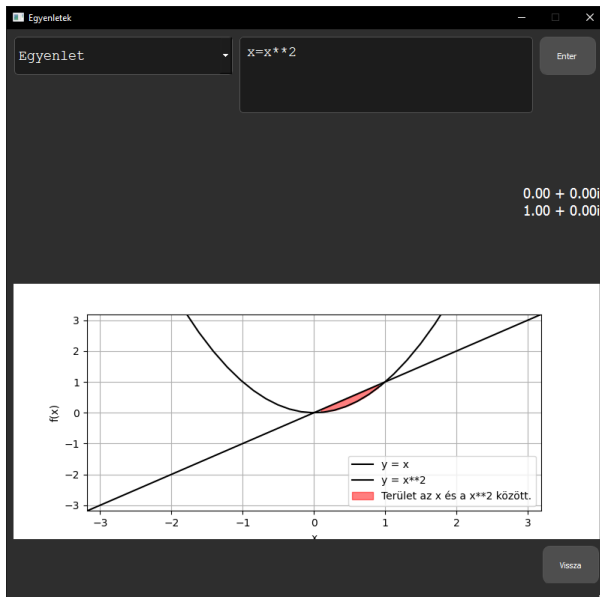 Egyenletek
Egyenlet
x=x**2
Enter
0.00 + 0.00i
1.00 + 0.00i
3
2
1
0
−1
−2
−3
f(x)
y = x
y = x**2
Terület az x és a x**2 között.
−3 −2 −1 0 1 2 3
x
Vissza